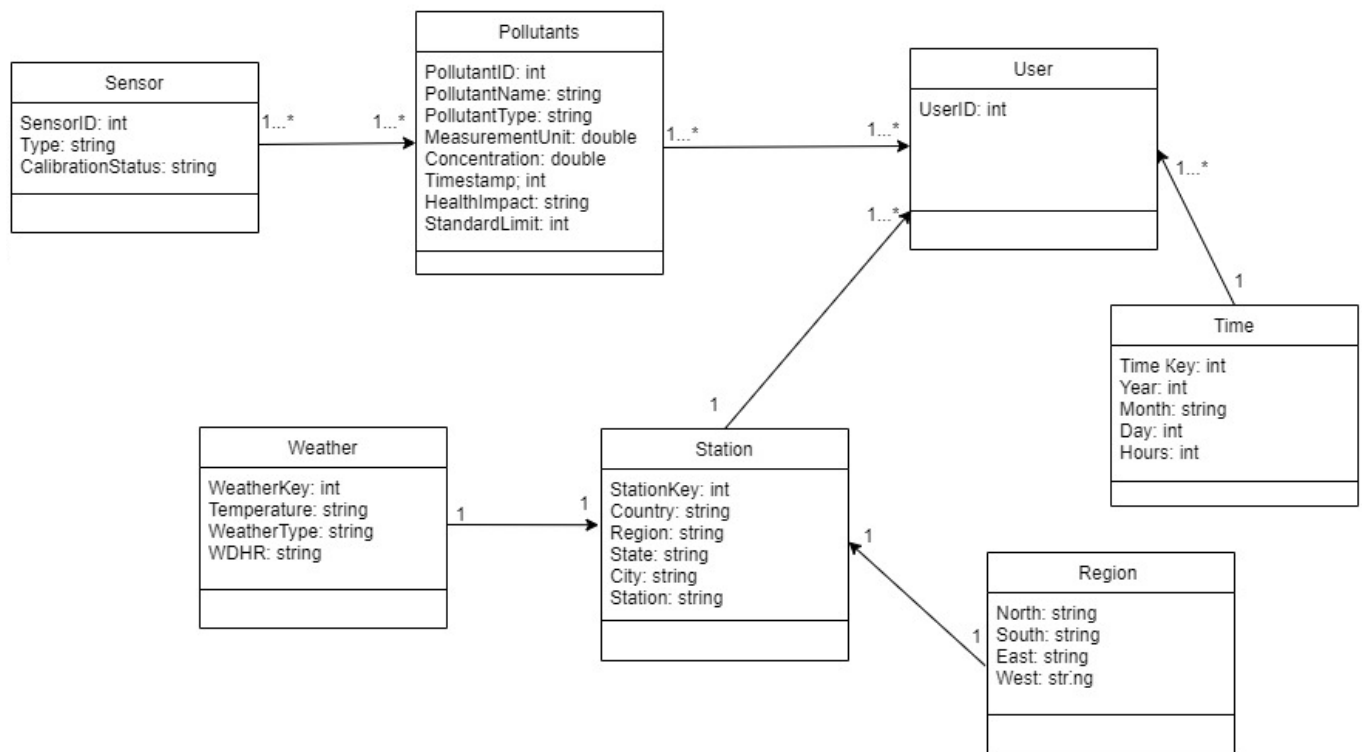 Pollutants
PollutantID: int
PollutantName: string
PollutantType: string
MeasurementUnit: double
Concentration: double
Timestamp; int
HealthImpact: string
StandardLimit: int
Sensor
SensorID: int
Type: string
CalibrationStatus: string
1...*
1...*
User
UserID: int
1...*
1...*
1...*
1...*
1
1
Time
Time Key: int
Year: int
Month: string
Day: int
Hours: int
Weather
WeatherKey: int
Temperature: string
WeatherType: string
WDHR: string
1
1
Station
StationKey: int
Country: string
Region: string
State: string
City: string
Station: string
1
1
Region
North: string
South: string
East: string
West: string